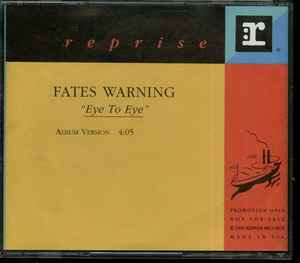 reprise
r
FATES WARNING
"Eye To Eye"
ALBUM VERSION 4:05
PROMOTION ONLY
NOT FOR SALE
MADE IN USA